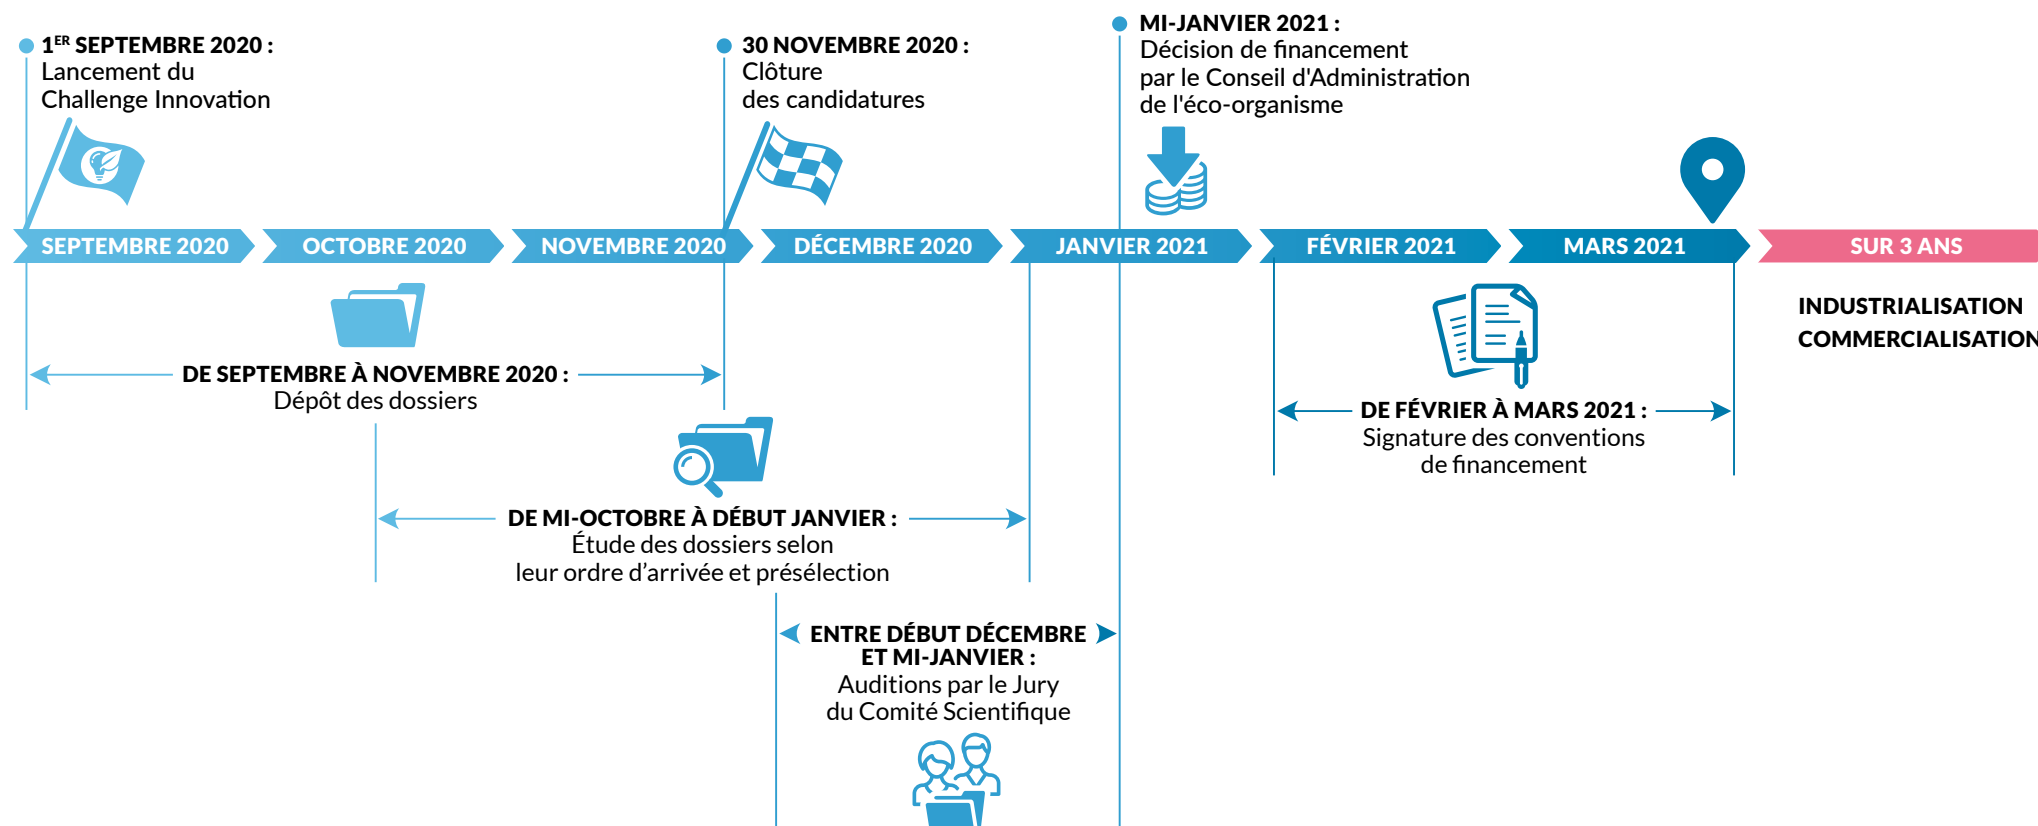 1ER SEPTEMBRE 2020 :
Lancement du
Challenge Innovation
30 NOVEMBRE 2020 :
Clôture
des candidatures
MI-JANVIER 2021 :
Décision de financement
par le Conseil d'Administration
de l'éco-organisme
SEPTEMBRE 2020
OCTOBRE 2020
NOVEMBRE 2020
DÉCEMBRE 2020
JANVIER 2021
FÉVRIER 2021
MARS 2021
SUR 3 ANS
INDUSTRIALISATION
COMMERCIALISATION
DE SEPTEMBRE À NOVEMBRE 2020 :
Dépôt des dossiers
DE FÉVRIER À MARS 2021 :
Signature des conventions
de financement
DE MI-OCTOBRE À DÉBUT JANVIER :
Étude des dossiers selon
leur ordre d’arrivée et présélection
ENTRE DÉBUT DÉCEMBRE
ET MI-JANVIER :
Auditions par le Jury
du Comité Scientifique